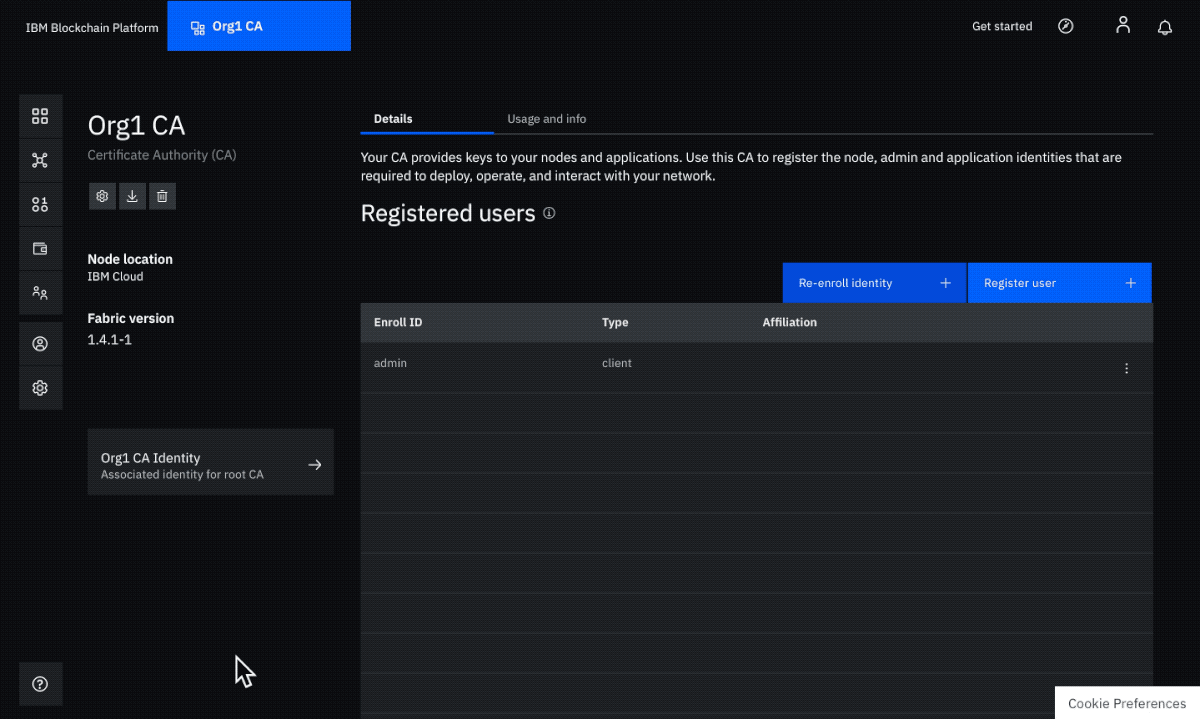 IBM Blockchain Platform
Org1 CA
Get started
Org1 CA
Certificate Authority (CA)
Node location
IBM Cloud
Fabric version
1.4.1-1
Org1 CA Identity
Associated identity for root CA
Details
Usage and info
Your CA provides keys to your nodes and applications. Use this CA to register the node, admin and application identities that are
required to deploy, operate, and interact with your network.
Registered users
Re-enroll identity
Register user
Enroll ID Type Affiliation
admin client
Cookie Preferences